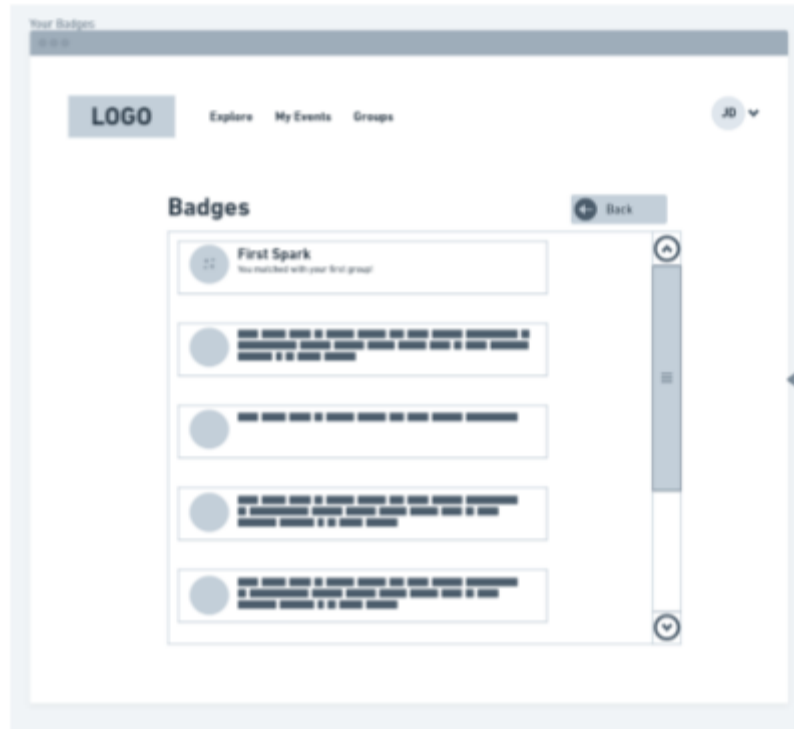 Your Badges
LOGO
Explore
My Events
Groups
JD
Badges
Back
First Spark
You matched with your first group!